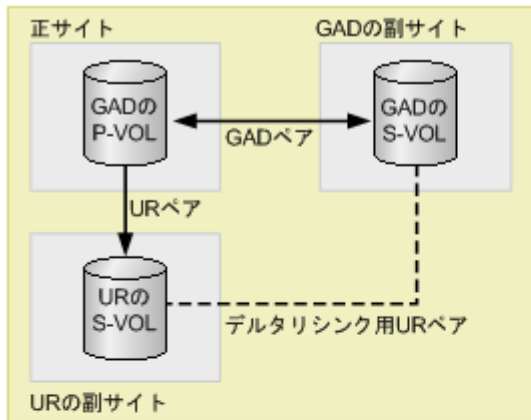 正サイト
GADの副サイト
GADの
P-VOL
GADの
S-VOL
GADペア
URペア
URの
S-VOL
デルタリシンク用URペア
URの副サイト